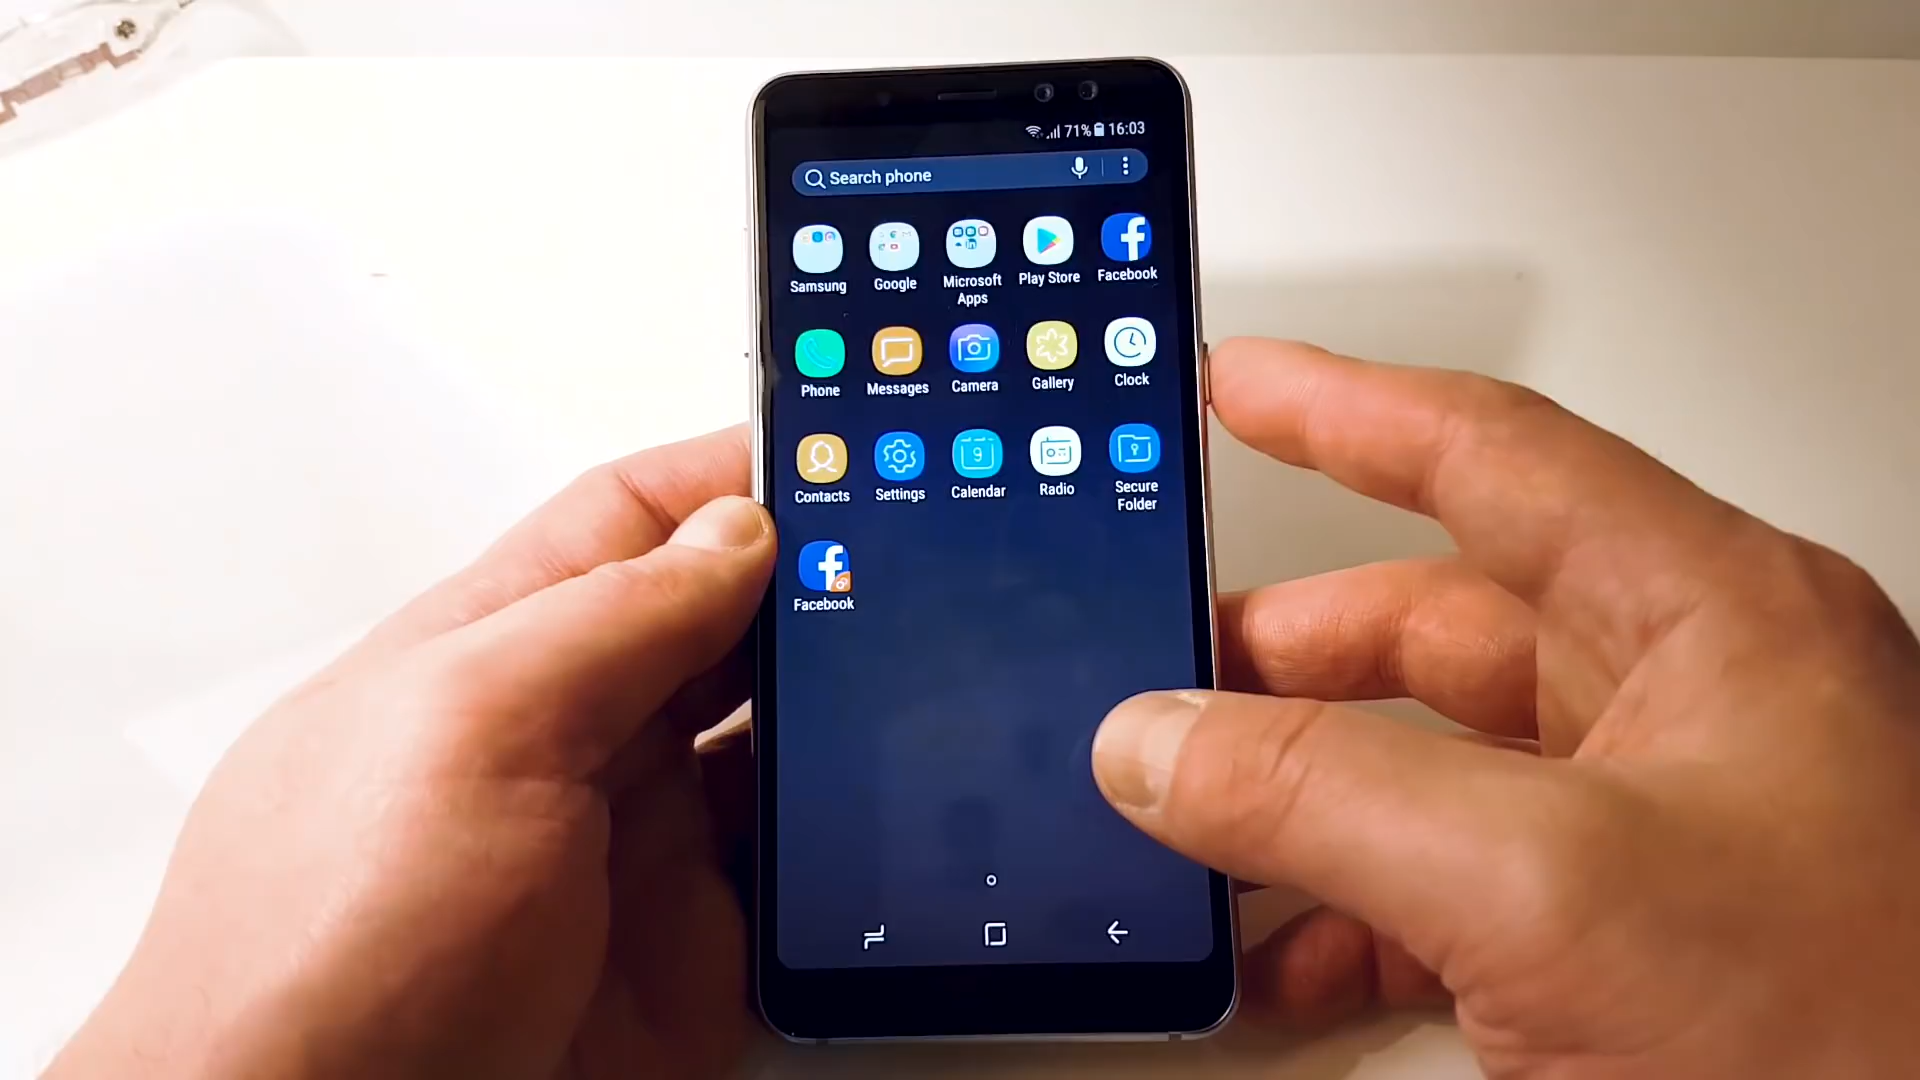 71% 16:03
Search phone
Samsung Google Microsoft Apps Play Store Facebook
Phone Messages Camera Gallery Clock
Contacts Settings 9 Calendar Radio Secure Folder
Facebook